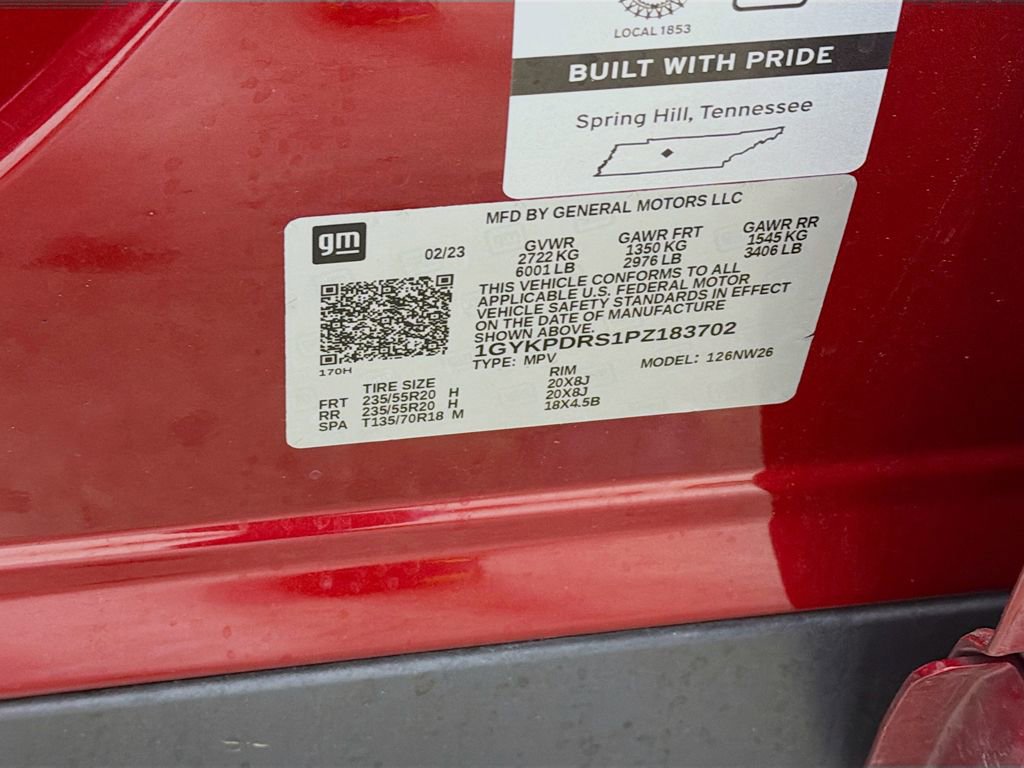 LOCAL 1853
BUILT WITH PRIDE
Spring Hill, Tennessee
MFD BY GENERAL MOTORS LLC
gm
02/23
GVWR GAWR FRT GAWR RR
2722 KG 1350 KG 1545 KG
6001 LB 2976 LB 3406 LB
THIS VEHICLE CONFORMS TO ALL
APPLICABLE U.S. FEDERAL MOTOR
VEHICLE SAFETY STANDARDS IN EFFECT
ON THE DATE OF MANUFACTURE
SHOWN ABOVE.
1GYKPDRS1PZ183702
TYPE: MPV MODEL: 126NW26
170H
TIRE SIZE RIM
FRT 235/55R20 H 20X8J
RR 235/55R20 H 20X8J
SPA T135/70R18 M 18X4.5B